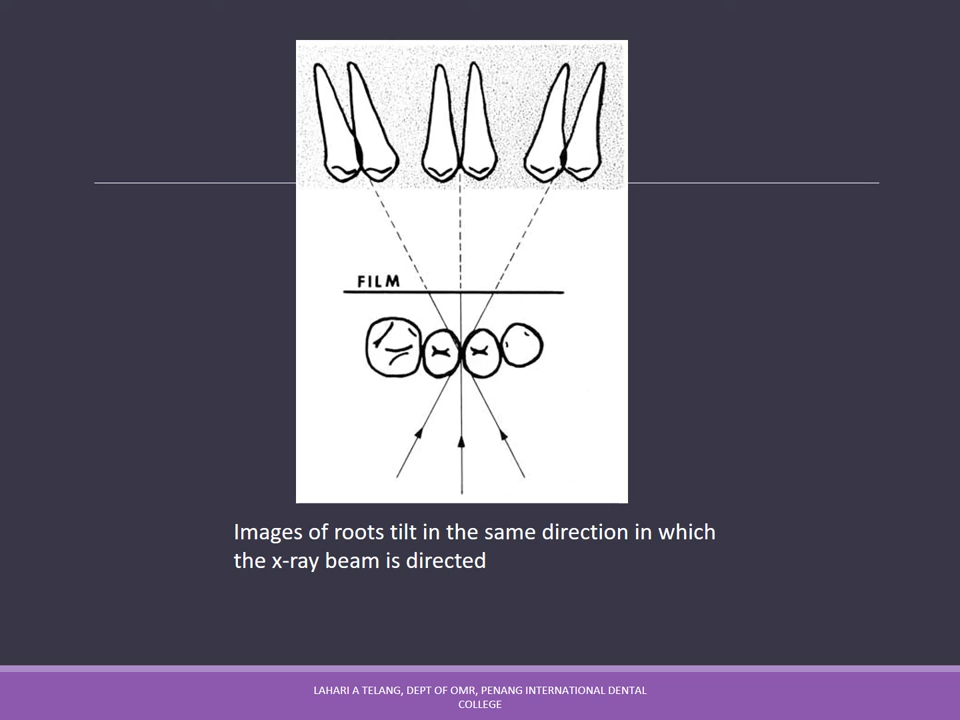 FILM
Images of roots tilt in the same direction in which
the x-ray beam is directed
LAHARI A TELANG, DEPT OF OMR, PENANG INTERNATIONAL DENTAL
COLLEGE